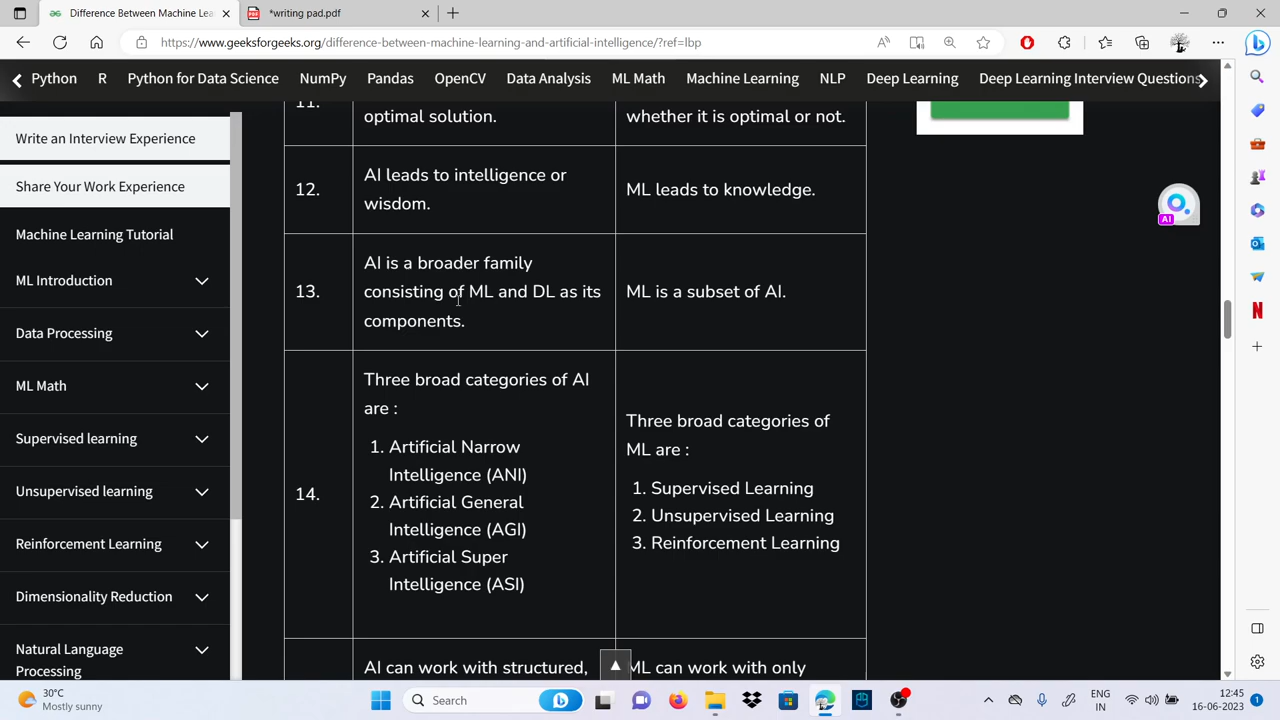 Difference Between Machine Lea
*writing pad.pdf
https://www.geeksforgeeks.org/difference-between-machine-learning-and-artificial-intelligence/?ref=lbp
Python R Python for Data Science NumPy Pandas OpenCV Data Analysis ML Math Machine Learning NLP Deep Learning Deep Learning Interview Questions
Write an Interview Experience
Share Your Work Experience
Machine Learning Tutorial
ML Introduction
Data Processing
ML Math
Supervised learning
Unsupervised learning
Reinforcement Learning
Dimensionality Reduction
Natural Language
Processing
11.
optimal solution.
whether it is optimal or not.
12.
AI leads to intelligence or
wisdom.
ML leads to knowledge.
13.
AI is a broader family
consisting of ML and DL as its
components.
ML is a subset of AI.
14.
Three broad categories of AI
are :
1. Artificial Narrow
Intelligence (ANI)
2. Artificial General
Intelligence (AGI)
3. Artificial Super
Intelligence (ASI)
Three broad categories of
ML are :
1. Supervised Learning
2. Unsupervised Learning
3. Reinforcement Learning
AI can work with structured,
ML can work with only
AI
30°C
Mostly sunny
Search
ENG
IN
12:45
16-06-2023